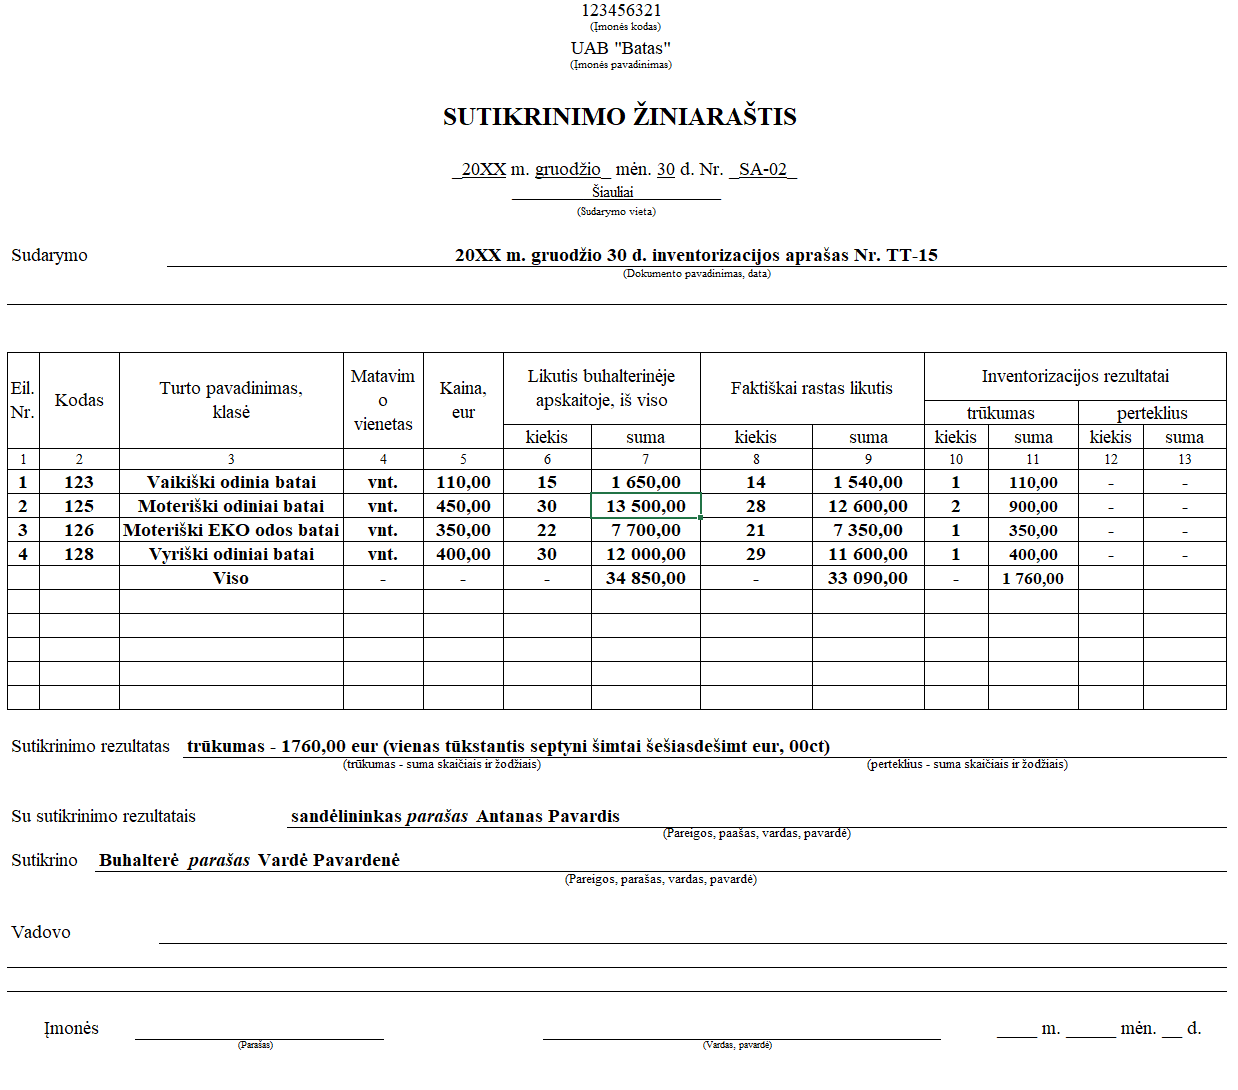 123456321
(Įmonės kodas)
UAB "Batas"
(Įmonės pavadinimas)
SUTIKRINIMO ŽINIARAŠTIS
_20XX m. gruodžio_ mėn. 30 d. Nr. _SA-02_
Šiauliai
(Sudarymo vieta)
Sudarymo 20XX m. gruodžio 30 d. inventorizacijos aprašas Nr. TT-15
(Dokumento pavadinimas, data)
Eil. Nr. Kodas Turto pavadinimas, klasė Matavimo vienetas Kaina, eur Likutis buhalterinėje apskaitoje, iš viso Faktiškai rastas likutis Inventorizacijos rezultatai
trūkumas perteklius
kiekis suma kiekis suma kiekis suma kiekis suma
1 2 3 4 5 6 7 8 9 10 11 12 13
1 123 Vaikiški odinia batai vnt. 110,00 15 1 650,00 14 1 540,00 1 110,00 - -
2 125 Moteriški odiniai batai vnt. 450,00 30 13 500,00 28 12 600,00 2 900,00 - -
3 126 Moteriški EKO odos batai vnt. 350,00 22 7 700,00 21 7 350,00 1 350,00 - -
4 128 Vyriški odiniai batai vnt. 400,00 30 12 000,00 29 11 600,00 1 400,00 - -
Viso - - - 34 850,00 - 33 090,00 - 1 760,00
Sutikrinimo rezultatas trūkumas - 1760,00 eur (vienas tūkstantis septyni šimtai šešiasdešimt eur, 00ct)
(trūkumas - suma skaičiais ir žodžiais) (perteklius - suma skaičiais ir žodžiais)
Su sutikrinimo rezultatais sandėlininkas parašas Antanas Pavardis
(Pareigos, paašas, vardas, pavardė)
Sutikrino Buhalterė parašas Vardė Pavardenė
(Pareigos, parašas, vardas, pavardė)
Vadovo
Įmonės ____ m. _____ mėn. __ d.
(Parašas) (Vardas, pavardė)